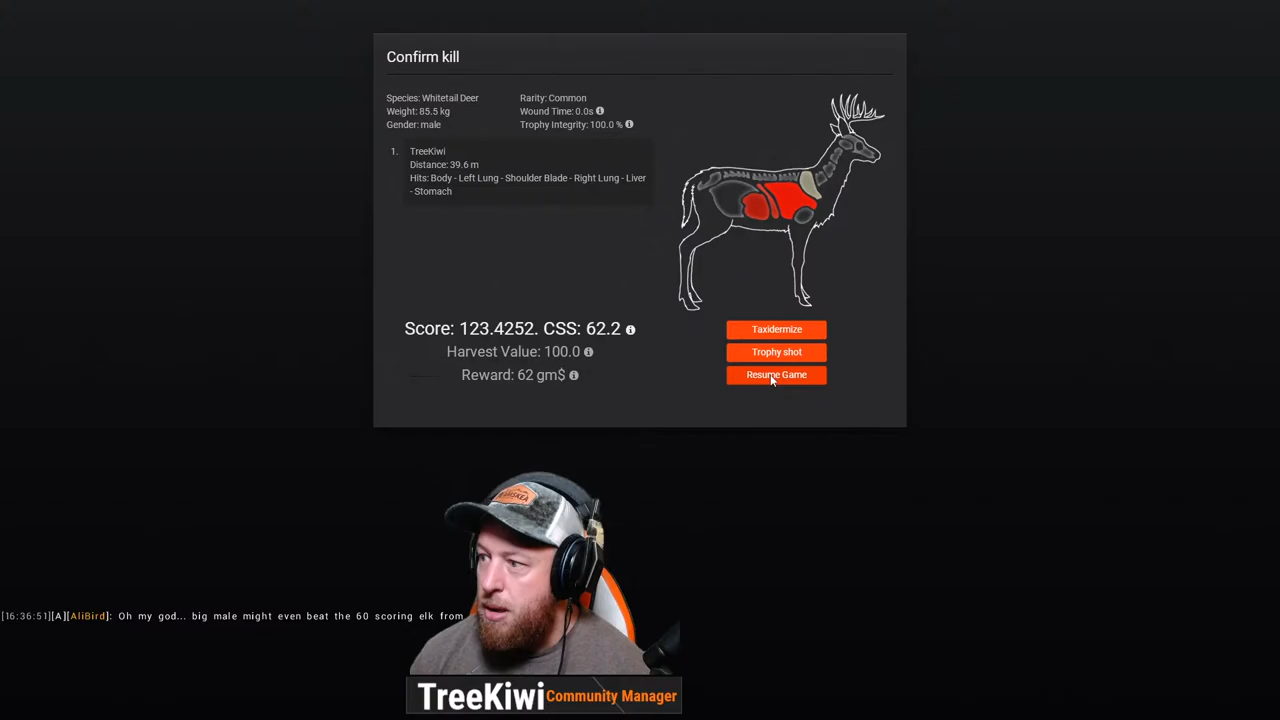 Confirm kill
Species: Whitetail Deer
Weight: 85.5 kg
Gender: male
Rarity: Common
Wound Time: 0.0s
Trophy Integrity: 100.0 %
1. TreeKiwi
Distance: 39.6 m
Hits: Body - Left Lung - Shoulder Blade - Right Lung - Liver
- Stomach
Score: 123.4252. CSS: 62.2
Harvest Value: 100.0
Reward: 62 gm$
Taxidermize
Trophy shot
Resume Game
[16:36:51][A][AliBird]: Oh my god... big male might even beat the 60 scoring elk from
TreeKiwi Community Manager